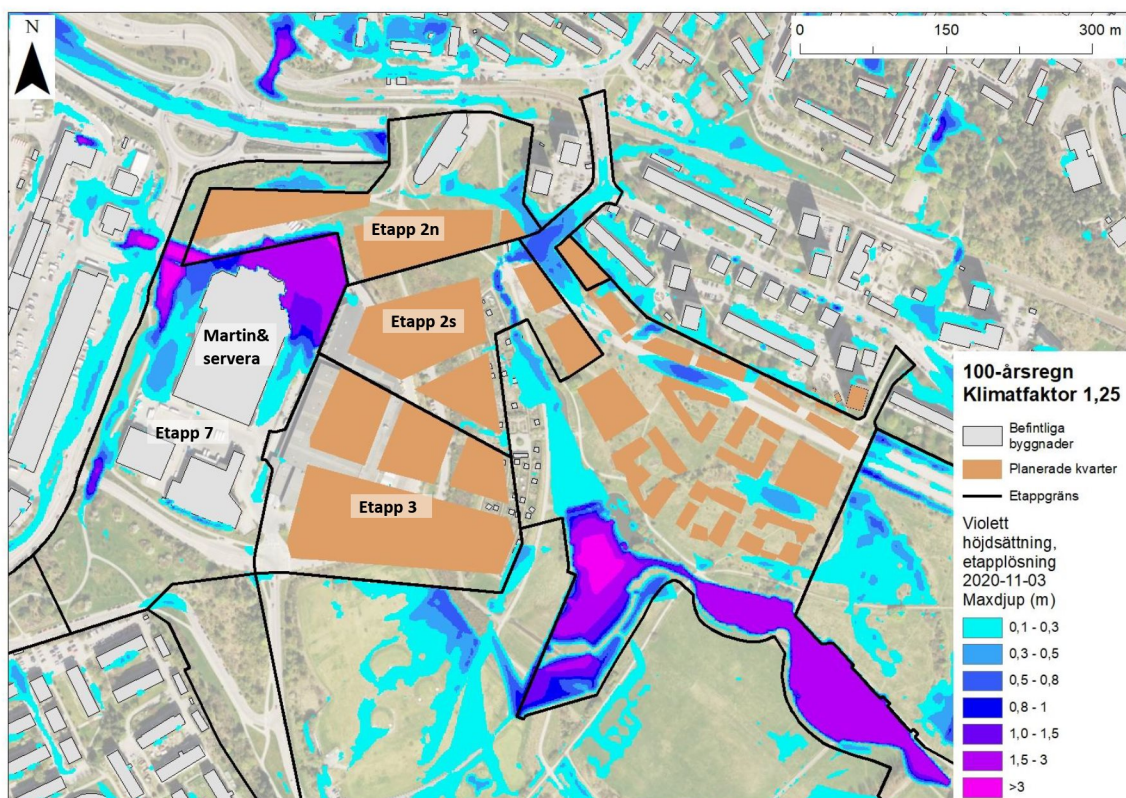 N
0 150 300 m
Etapp 2n
Etapp 2s
Martin&
servera
Etapp 7
Etapp 3
100-årsregn
Klimatfaktor 1,25
Befintliga
byggnader
Planerade kvarter
Etappgräns
Violett
höjdsättning,
etapplösning
2020-11-03
Maxdjup (m)
0,1 - 0,3
0,3 - 0,5
0,5 - 0,8
0,8 - 1
1,0 - 1,5
1,5 - 3
>3